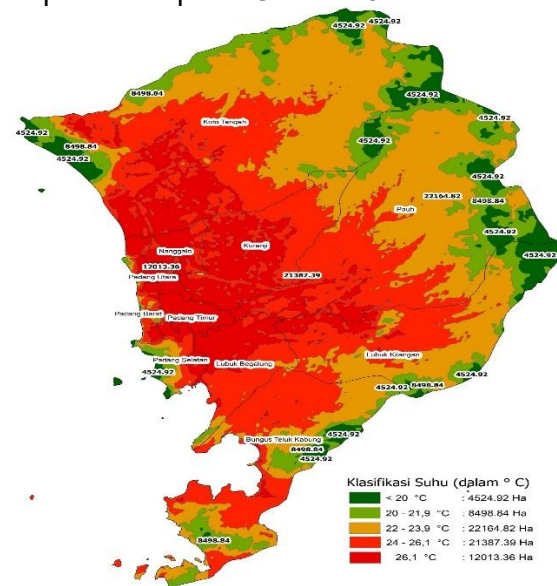 4524.92
4524.92
8498.84
4524.92
4524.92
Koto Tangah
4524.92
8498.84
4524.92
4524.92
4524.92
22164.82
8498.84
Pauh
4524.92
Nanggalo
Kuranji
4524.92
12013.36
21387.39
Padang Utara
Padang Barat
Padang Timur
Padang Selatan
Lubuk Begalung
Lubuk Kilangan
4524.92
4524.92
4524.92
8498.84
Bungus Teluk Kabung
4524.92
8498.84
4524.92
8498.84
Klasifikasi Suhu (dalam ° C)
< 20 °C : 4524.92 Ha
20 - 21,9 °C : 8498.84 Ha
22 - 23,9 °C : 22164.82 Ha
24 - 26,1 °C : 21387.39 Ha
26,1 °C : 12013.36 Ha